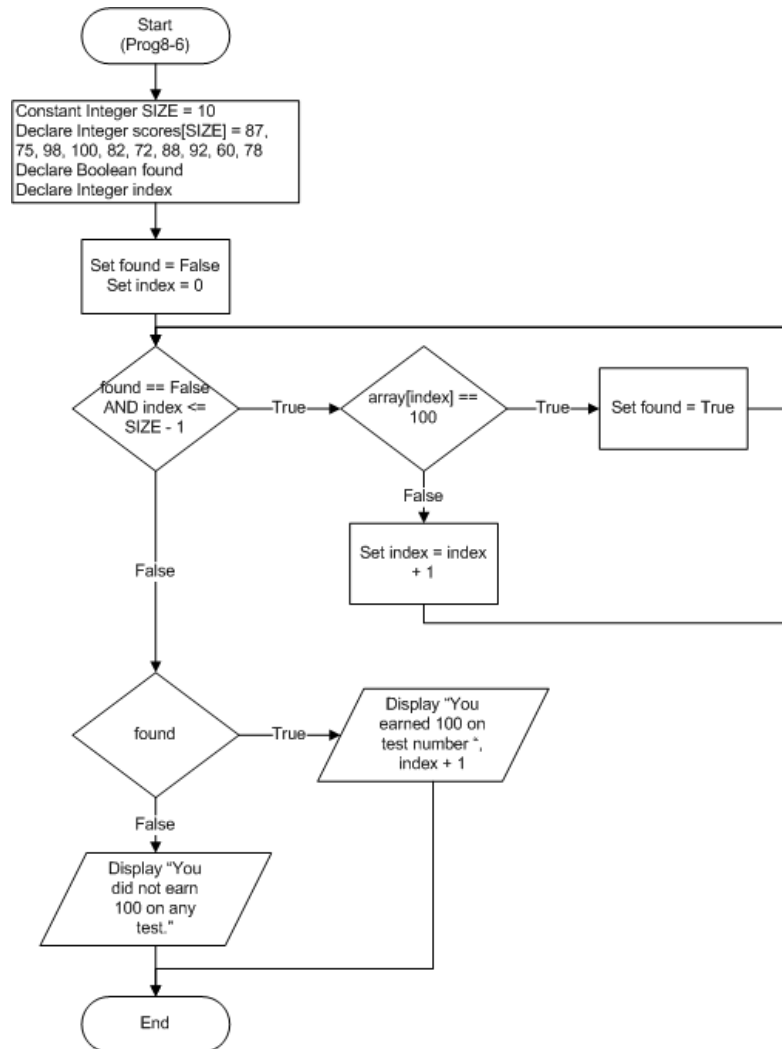 Start
(Prog8-6)
Constant Integer SIZE = 10
Declare Integer scores[SIZE] = 87,
75, 98, 100, 82, 72, 88, 92, 60, 78
Declare Boolean found
Declare Integer index
Set found = False
Set index = 0
found == False
AND index <=
SIZE - 1
True
array[index] ==
100
True
Set found = True
False
Set index = index
+ 1
False
found
True
Display “You
earned 100 on
test number “,
index + 1
False
Display “You
did not earn
100 on any
test.”
End